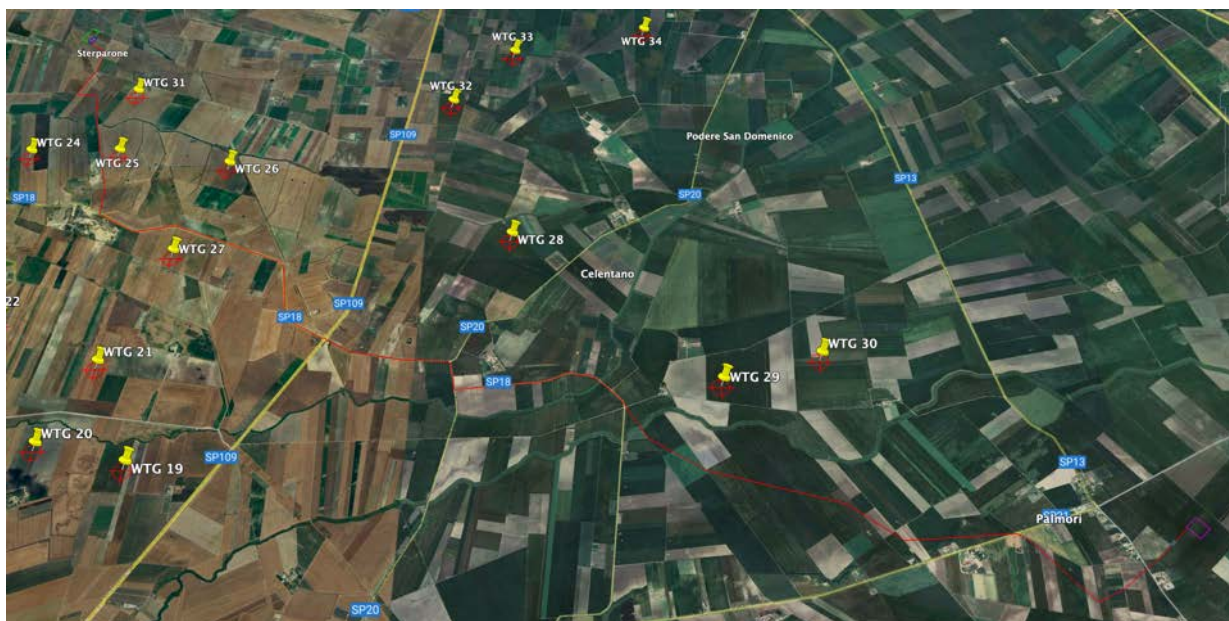 WTG 33
WTG 34
Sterparone
WTG 31
WTG 32
SP109
Podere San Domenico
WTG 24
WTG 25
WTG 26
SP18
SP20
SP13
WTG 27
WTG 28
Celentano
22
SP109
SP18
SP20
WTG 21
WTG 30
WTG 29
SP18
WTG 20
SP109
WTG 19
SP13
Palmori
SP20